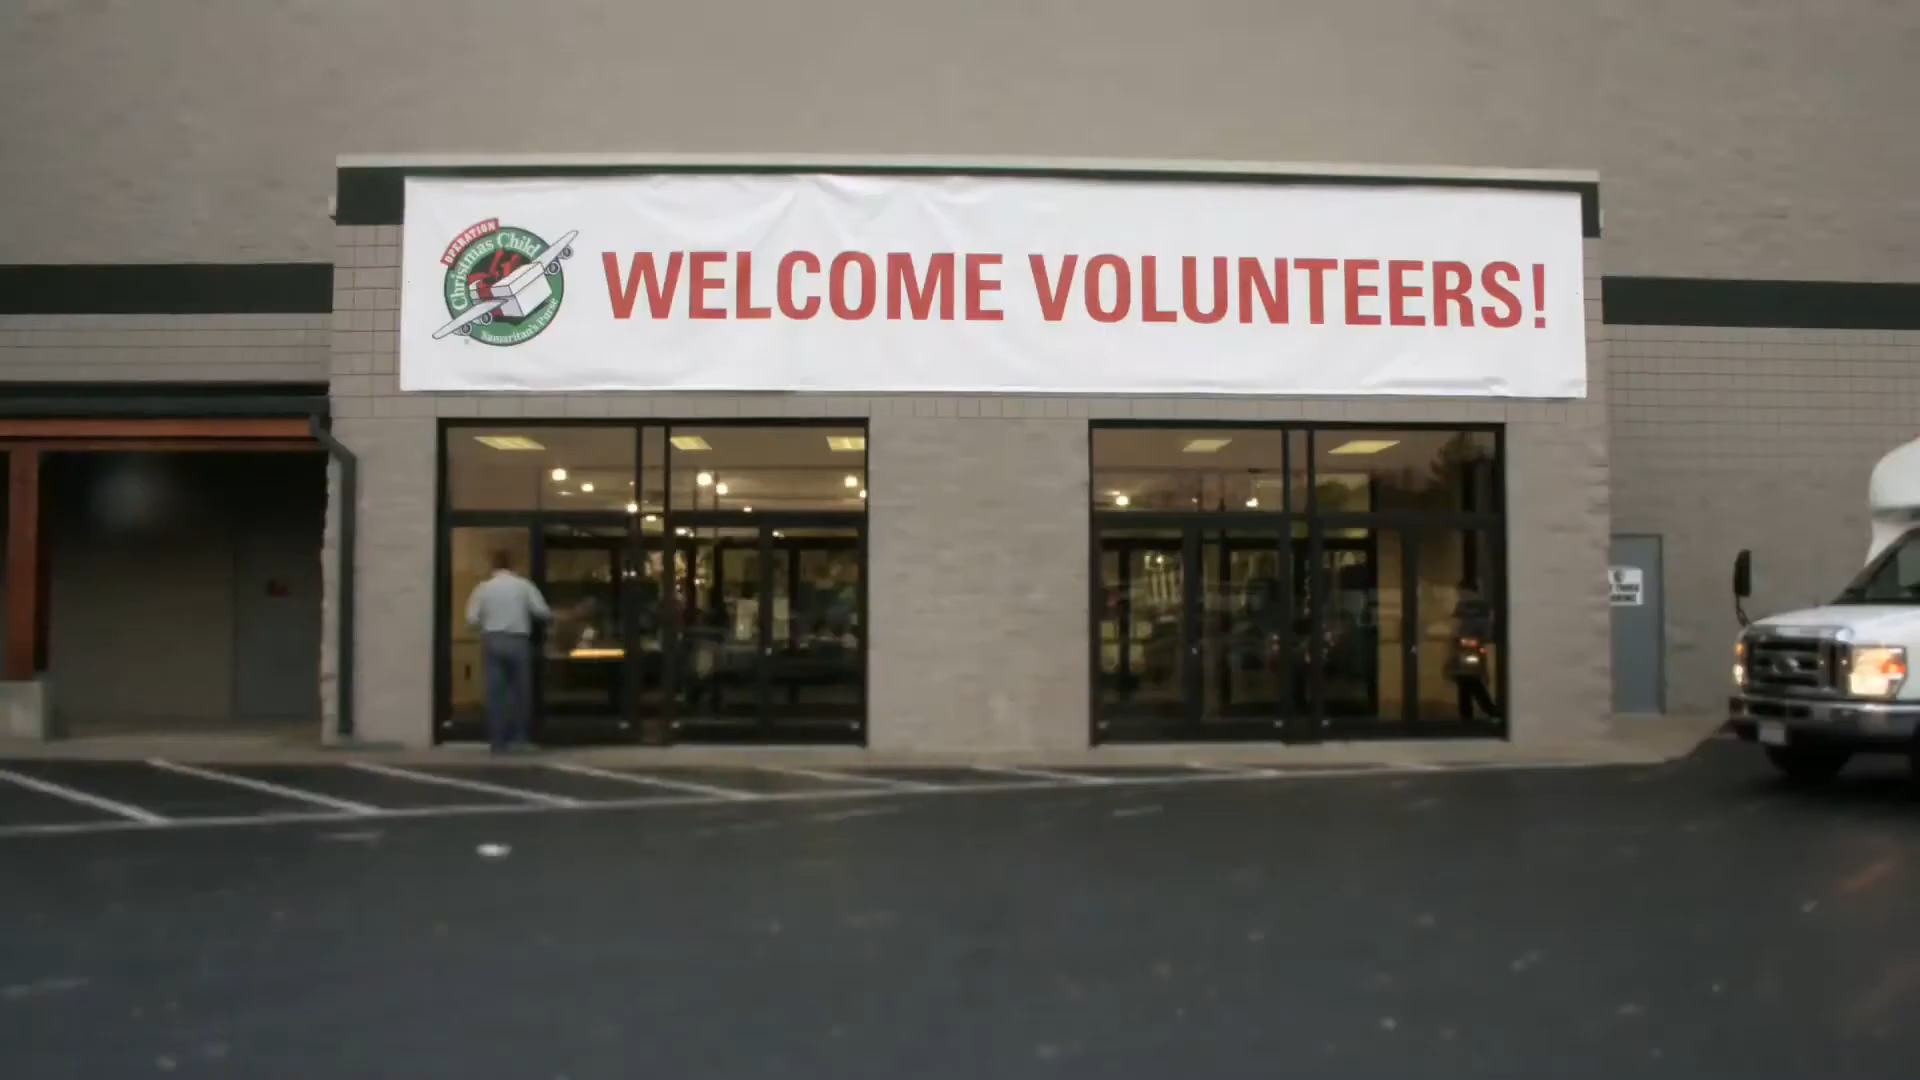 OPERATION
Christmas Child
Samaritan's Purse
WELCOME VOLUNTEERS!